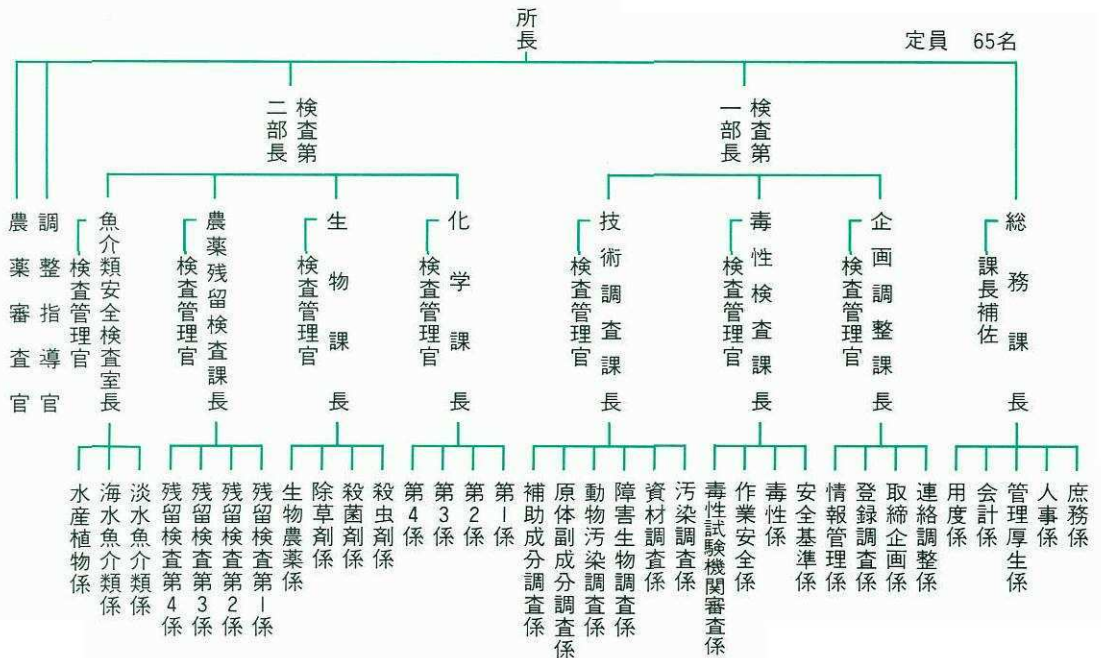 所長
定員 65名
検査第一部長
検査第二部長
総務課長
課長補佐
企画調整課長
検査管理官
毒性検査課長
検査管理官
技術調査課長
検査管理官
化学課長
検査管理官
生物課長
検査管理官
農薬残留検査課長
検査管理官
魚介類安全検査室長
検査管理官
調整指導官
農薬審査官
庶務係
人事係
管理厚生係
会計係
用度係
連絡調整係
取締企画係
登録調査係
情報管理係
安全基準係
毒性係
作業安全係
毒性試験機関審査係
汚染調査係
資材調査係
障害生物調査係
動物汚染調査係
原体副成分調査係
補助成分調査係
第1係
第2係
第3係
第4係
殺虫剤係
殺菌剤係
除草剤係
生物農薬係
残留検査第1係
残留検査第2係
残留検査第3係
残留検査第4係
淡水魚介類係
海水魚介類係
水産植物係